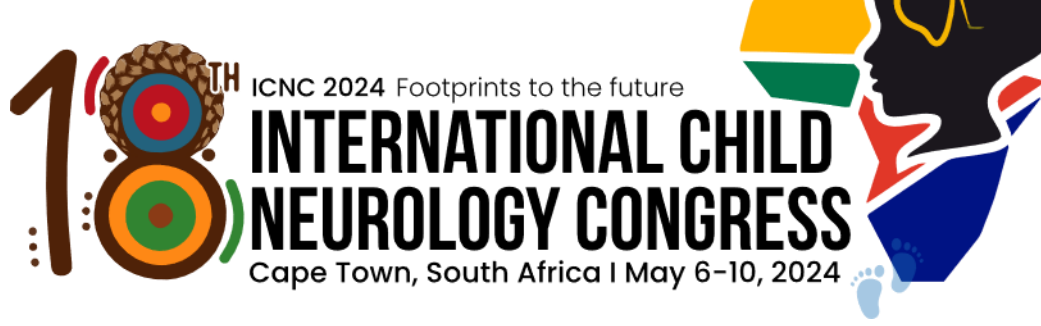 18TH
ICNC 2024 Footprints to the future
INTERNATIONAL CHILD
NEUROLOGY CONGRESS
Cape Town, South Africa I May 6-10, 2024